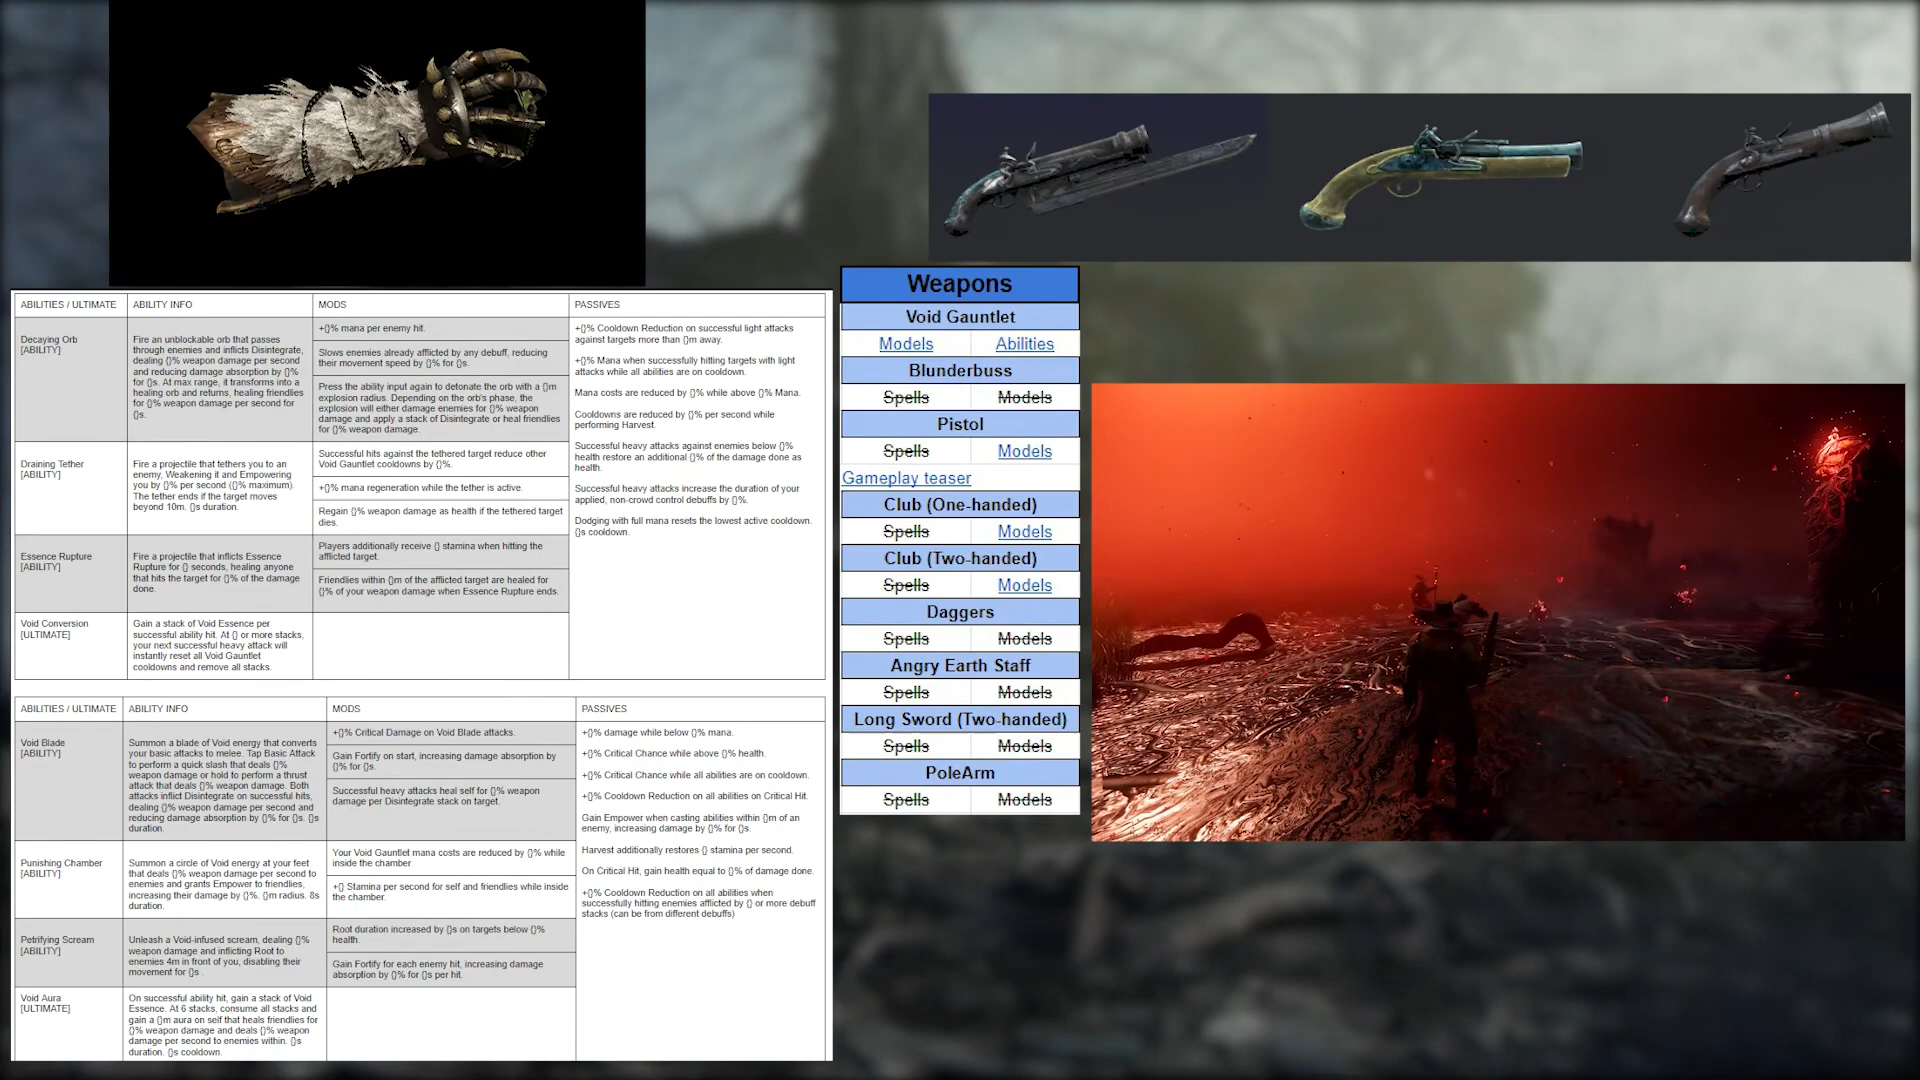 ABILITIES / ULTIMATE
ABILITY INFO
MODS
PASSIVES
Decaying Orb
[ABILITY]
Fire an unblockable orb that passes
through enemies and inflicts Disintegrate,
dealing {}% weapon damage per second
and reducing damage absorption by {}%
for {}s. At max range, it transforms into a
healing orb and returns, healing friendlies
for {}% weapon damage per second for
{}s.
+{}% mana per enemy hit.
Slows enemies already afflicted by any debuff, reducing
their movement speed by {}% for {}s.
Press the ability input again to detonate the orb with a {}m
explosion radius. Depending on the orb's phase, the
explosion will either damage enemies for {}% weapon
damage and apply a stack of Disintegrate or heal friendlies
for {}% weapon damage.
+{}% Cooldown Reduction on successful light attacks
against targets more than {}m away.
+{}% Mana when successfully hitting targets with light
attacks while all abilities are on cooldown.
Mana costs are reduced by {}% while above {}% Mana.
Cooldowns are reduced by {}% per second while
performing Harvest.
Successful heavy attacks against enemies below {}%
health restore an additional {}% of the damage done as
health.
Successful heavy attacks increase the duration of your
applied, non-crowd control debuffs by {}%.
Dodging with full mana resets the lowest active cooldown.
{}s cooldown.
Draining Tether
[ABILITY]
Fire a projectile that tethers you to an
enemy, Weakening it and Empowering
you by {}% per second ({}% maximum).
The tether ends if the target moves
beyond 10m. {}s duration.
Successful hits against the tethered target reduce other
Void Gauntlet cooldowns by {}%.
+{}% mana regeneration while the tether is active.
Regain {}% weapon damage as health if the tethered target
dies.
Essence Rupture
[ABILITY]
Fire a projectile that inflicts Essence
Rupture for {} seconds, healing anyone
that hits the target for {}% of the damage
done.
Players additionally receive {} stamina when hitting the
afflicted target.
Friendlies within {}m of the afflicted target are healed for
{}% of your weapon damage when Essence Rupture ends.
Void Conversion
[ULTIMATE]
Gain a stack of Void Essence per
successful ability hit. At {} or more stacks,
your next successful heavy attack will
instantly reset all Void Gauntlet
cooldowns and remove all stacks.
ABILITIES / ULTIMATE
ABILITY INFO
MODS
PASSIVES
Void Blade
[ABILITY]
Summon a blade of Void energy that converts
your basic attacks to melee. Tap Basic Attack
to perform a quick slash that deals {}%
weapon damage or hold to perform a thrust
attack that deals {}% weapon damage. Both
attacks inflict Disintegrate on successful hits,
dealing {}% weapon damage per second and
reducing damage absorption by {}% for {}s. {}s
duration.
+{}% Critical Damage on Void Blade attacks.
Gain Fortify on start, increasing damage absorption by
{}% for {}s.
Successful heavy attacks heal self for {}% weapon
damage per Disintegrate stack on target.
+{}% damage while below {}% mana.
+{}% Critical Chance while above {}% health.
+{}% Critical Chance while all abilities are on cooldown.
+{}% Cooldown Reduction on all abilities on Critical Hit.
Gain Empower when casting abilities within {}m of an
enemy, increasing damage by {}% for {}s.
Harvest additionally restores {} stamina per second.
On Critical Hit, gain health equal to {}% of damage done.
+{}% Cooldown Reduction on all abilities when
successfully hitting enemies afflicted by {} or more debuff
stacks (can be from different debuffs)
Punishing Chamber
[ABILITY]
Summon a circle of Void energy at your feet
that deals {}% weapon damage per second to
enemies and grants Empower to friendlies,
increasing their damage by {}%. {}m radius. 8s
duration.
Your Void Gauntlet mana costs are reduced by {}% while
inside the chamber
+{} Stamina per second for self and friendlies while inside
the chamber.
Petrifying Scream
[ABILITY]
Unleash a Void-infused scream, dealing {}%
weapon damage and inflicting Root to
enemies 4m in front of you, disabling their
movement for {}s .
Root duration increased by {}s on targets below {}%
health.
Gain Fortify for each enemy hit, increasing damage
absorption by {}% for {}s per hit.
Void Aura
[ULTIMATE]
On successful ability hit, gain a stack of Void
Essence. At 6 stacks, consume all stacks and
gain a {}m aura on self that heals friendlies for
{}% weapon damage and deals {}% weapon
damage per second to enemies within. {}s
duration. {}s cooldown.
Weapons
Void Gauntlet
Models Abilities
Blunderbuss
Spells Models
Pistol
Spells Models
Gameplay teaser
Club (One-handed)
Spells Models
Club (Two-handed)
Spells Models
Daggers
Spells Models
Angry Earth Staff
Spells Models
Long Sword (Two-handed)
Spells Models
PoleArm
Spells Models